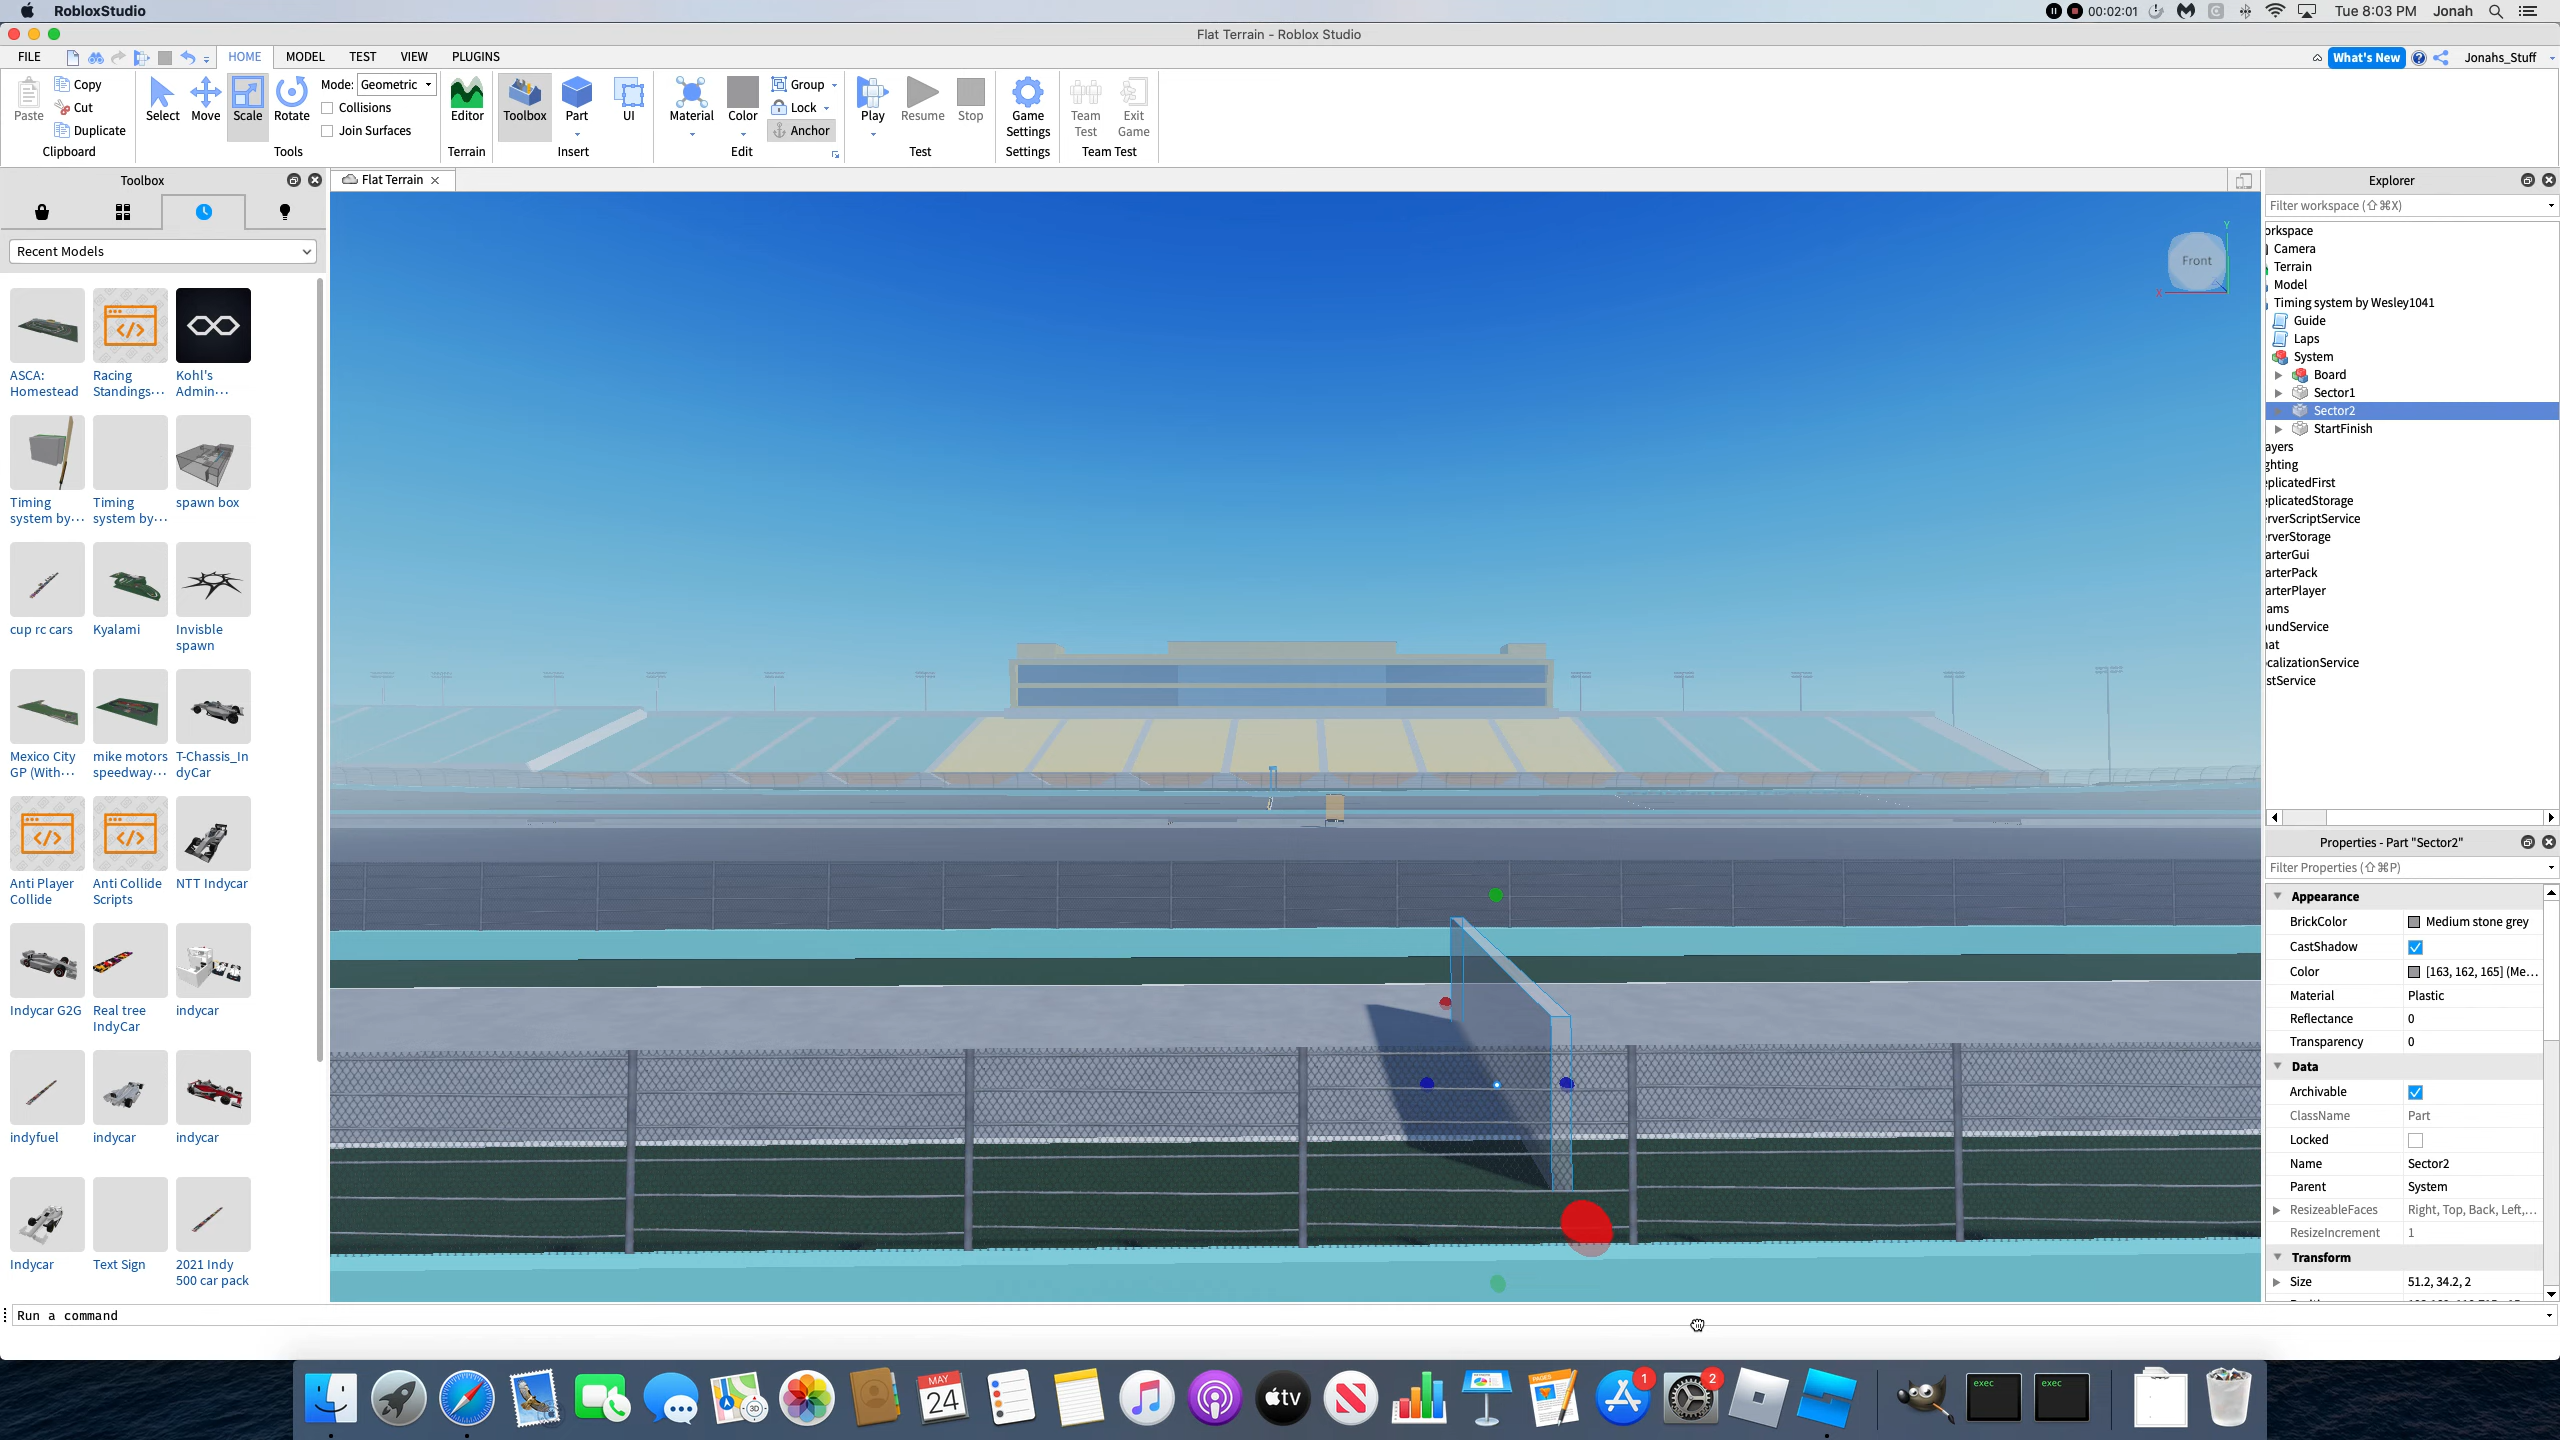 RobloxStudio
00:02:01
Tue 8:03 PM Jonah
Flat Terrain - Roblox Studio
FILE HOME MODEL TEST VIEW PLUGINS
What's New
Jonahs_Stuff
Paste
Copy
Cut
Duplicate
Clipboard
Select Move Scale Rotate
Mode: Geometric
Collisions
Join Surfaces
Tools
Editor
Terrain
Toolbox Part UI
Insert
Material Color
Group
Lock
Anchor
Edit
Play Resume Stop
Test
Game
Settings
Settings
Team
Test
Exit
Game
Team Test
Toolbox
Recent Models
ASCA:
Homestead
Racing
Standings···
Kohl's
Admin···
Timing
system by···
Timing
system by···
spawn box
cup rc cars
Kyalami
Invisble
spawn
Mexico City
GP (With···
mike motors
speedway···
T-Chassis_In
dyCar
Anti Player
Collide
Anti Collide
Scripts
NTT Indycar
Indycar G2G
Real tree
IndyCar
indycar
indyfuel
indycar
indycar
Indycar
Text Sign
2021 Indy
500 car pack
Flat Terrain
Front
Y
X
Explorer
Filter workspace (⇧⌘X)
orkspace
Camera
Terrain
Model
Timing system by Wesley1041
Guide
Laps
System
Board
Sector1
Sector2
StartFinish
ayers
ghting
eplicatedFirst
eplicatedStorage
erverScriptService
erverStorage
arterGui
arterPack
arterPlayer
ams
oundService
hat
ocalizationService
stService
Properties - Part "Sector2"
Filter Properties (⇧⌘P)
Appearance
BrickColor Medium stone grey
CastShadow
Color [163, 162, 165] (Me...
Material Plastic
Reflectance 0
Transparency 0
Data
Archivable
ClassName Part
Locked
Name Sector2
Parent System
ResizeableFaces Right, Top, Back, Left,...
ResizeIncrement 1
Transform
Size 51.2, 34.2, 2
Run a command
3D
MAY
24
tv
PAGES
1
2
exec
exec